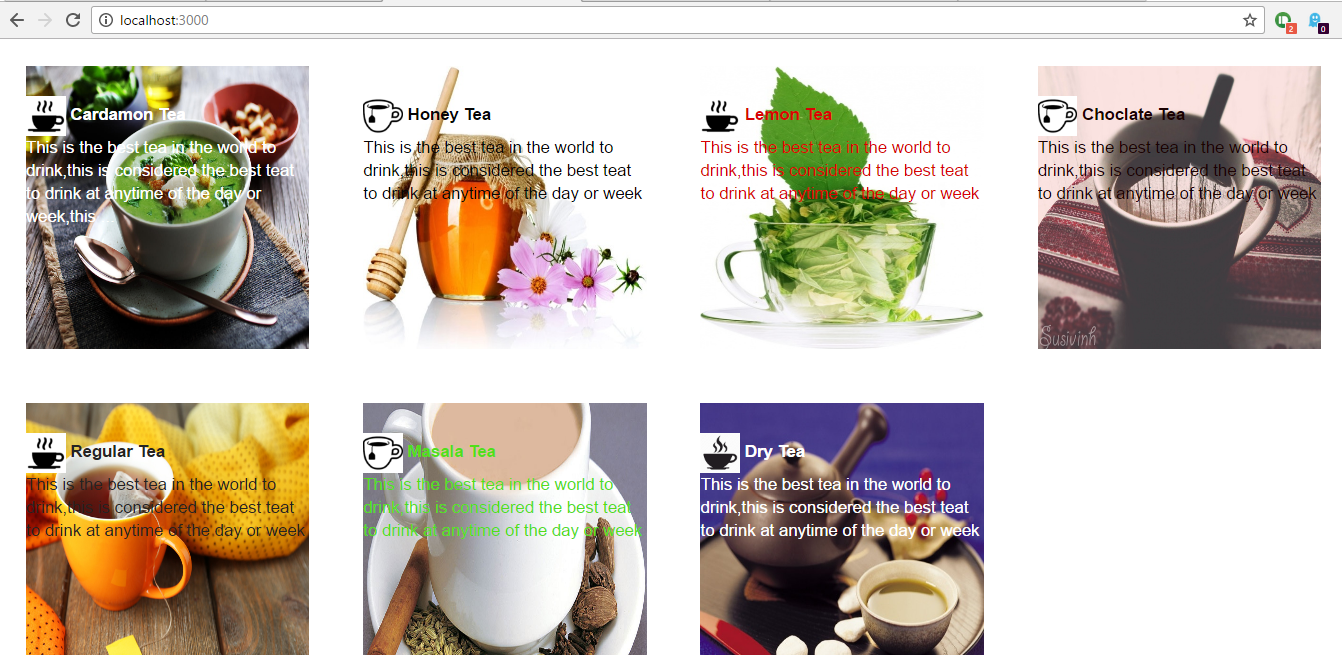 localhost:3000
2
0
Cardamon Tea
This is the best tea in the world to
drink,this is considered the best teat
to drink at anytime of the day or
week,this...
Honey Tea
This is the best tea in the world to
drink,this is considered the best teat
to drink at anytime of the day or week
Lemon Tea
This is the best tea in the world to
drink,this is considered the best teat
to drink at anytime of the day or week
Choclate Tea
This is the best tea in the world to
drink,this is considered the best teat
to drink at anytime of the day or week
Susivinh
Regular Tea
This is the best tea in the world to
drink,this is considered the best teat
to drink at anytime of the day or week
Masala Tea
This is the best tea in the world to
drink,this is considered the best teat
to drink at anytime of the day or week
Dry Tea
This is the best tea in the world to
drink,this is considered the best teat
to drink at anytime of the day or week